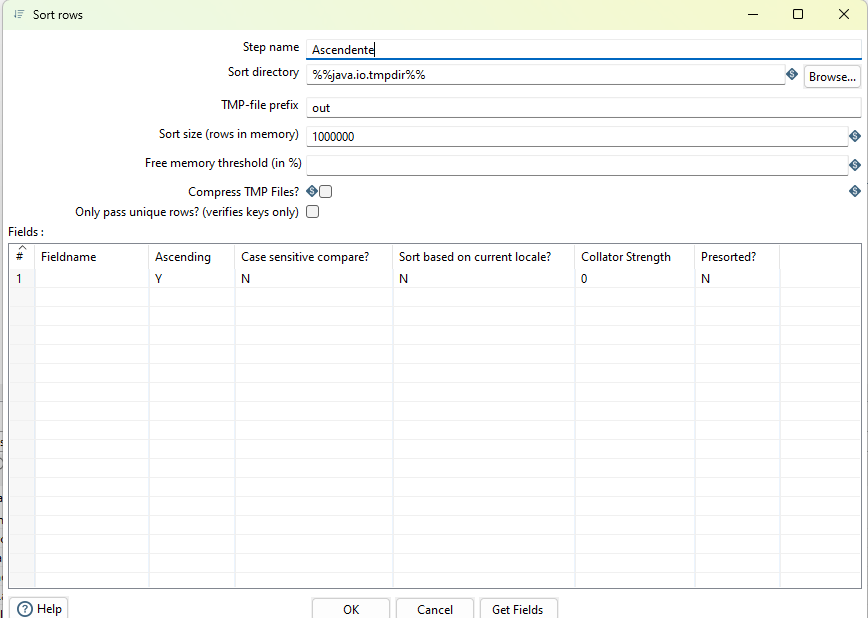 Sort rows
Step name Ascendente
Sort directory %%java.io.tmpdir%% Browse...
TMP-file prefix out
Sort size (rows in memory) 1000000
Free memory threshold (in %)
Compress TMP Files?
Only pass unique rows? (verifies keys only)
Fields :
# Fieldname Ascending Case sensitive compare? Sort based on current locale? Collator Strength Presorted?
1 Y N N 0 N
Help OK Cancel Get Fields